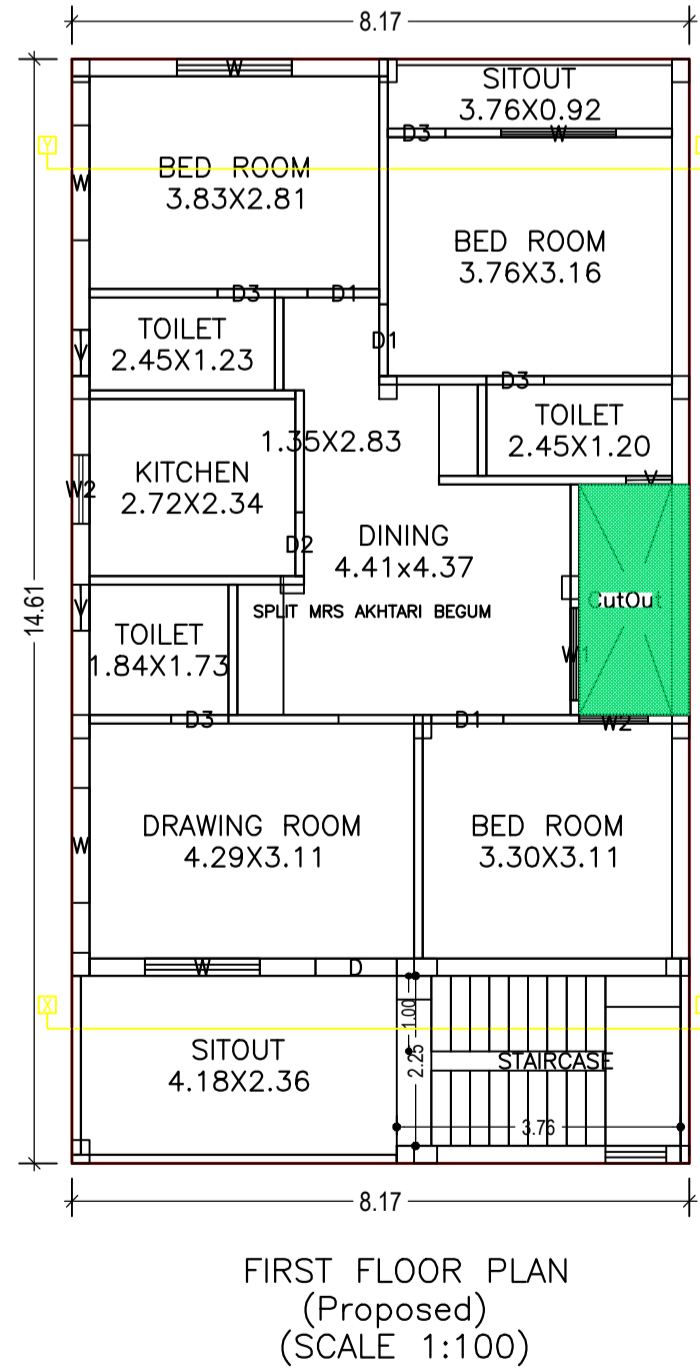 8.17
W
SITOUT
3.76X0.92
D3
W
Y
BED ROOM
3.83X2.81
W
BED ROOM
3.76X3.16
D3
D1
TOILET
2.45X1.23
V
D1
D3
TOILET
2.45X1.20
V
1.35X2.83
KITCHEN
2.72X2.34
W2
D2
DINING
4.41x4.37
SPLIT MRS AKHTARI BEGUM
CutOut
14.61
V
TOILET
1.84X1.73
W1
D3
D1
W2
DRAWING ROOM
4.29X3.11
W
BED ROOM
3.30X3.11
W
D
X
1.00
2.25
SITOUT
4.18X2.36
STAIRCASE
3.76
8.17
FIRST FLOOR PLAN
(Proposed)
(SCALE 1:100)